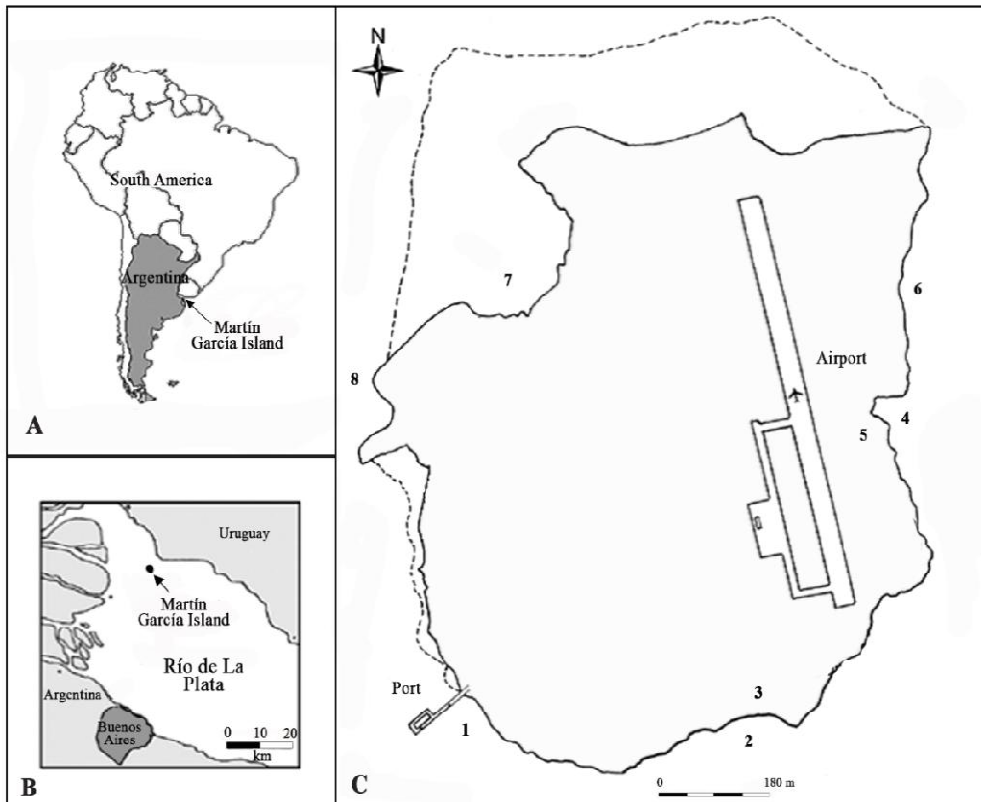 South America
Argentina
Martín
García Island
A
Uruguay
Martín
García Island
Río de La
Plata
Argentina
Buenos
Aires
0 10 20
km
B
N
7
6
Airport
8
4
5
Port
3
1
2
0 180 m
C